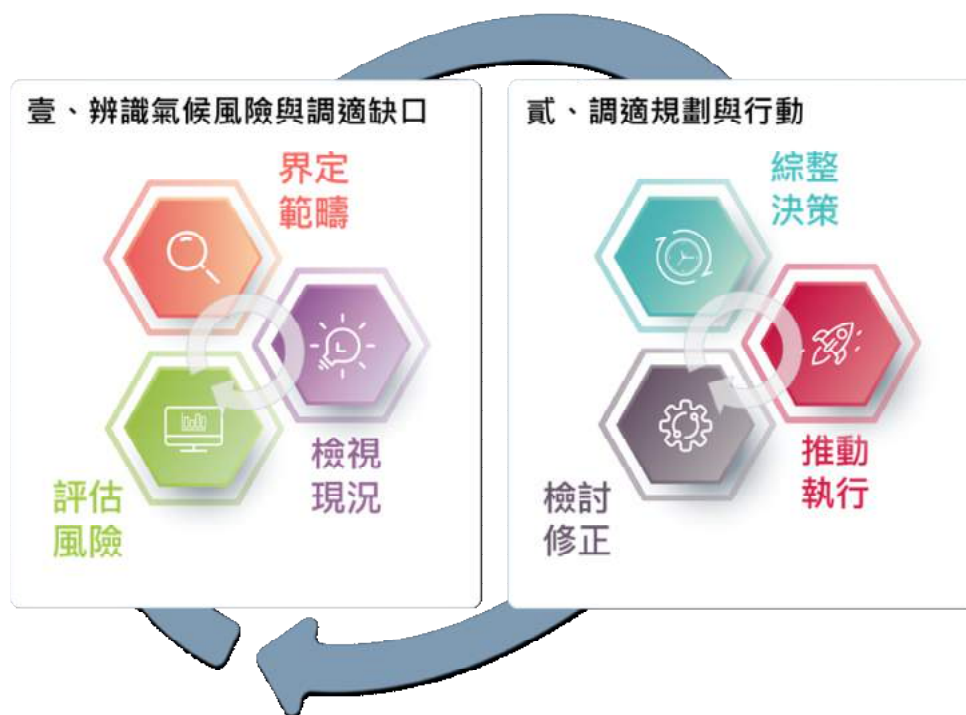 壹、辨識氣候風險與調適缺口
界定
範疇
檢視
現況
評估
風險
貳、調適規劃與行動
綜整
決策
推動
執行
檢討
修正